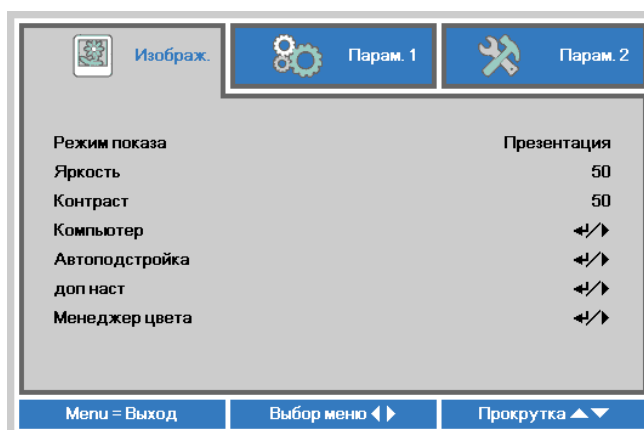 Изображ. Парам. 1 Парам. 2
Режим показа Презентация
Яркость 50
Контраст 50
Компьютер ↵/▶
Автоподстройка ↵/▶
доп наст ↵/▶
Менеджер цвета ↵/▶
Menu = Выход Выбор меню ◀▶ Прокрутка ▲▼